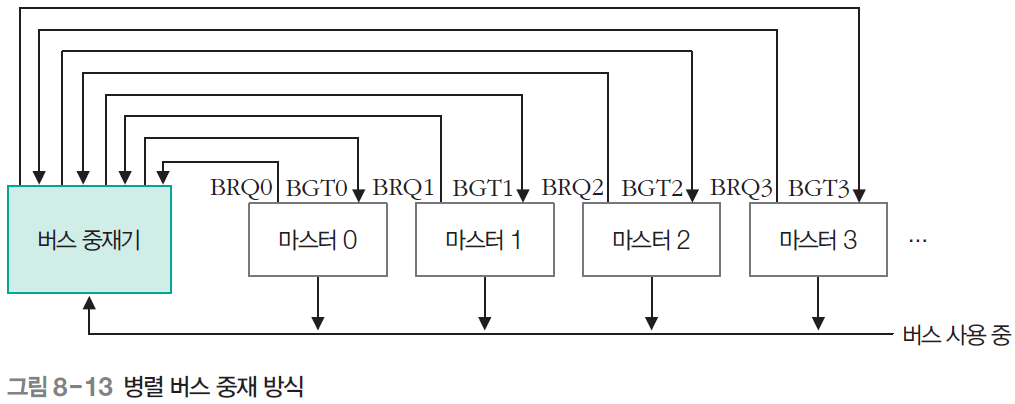 BRQ0 BGT0 BRQ1 BGT1 BRQ2 BGT2 BRQ3 BGT3
버스 중재기 마스터 0 마스터 1 마스터 2 마스터 3 ...
버스 사용 중
그림 8-13 병렬 버스 중재 방식